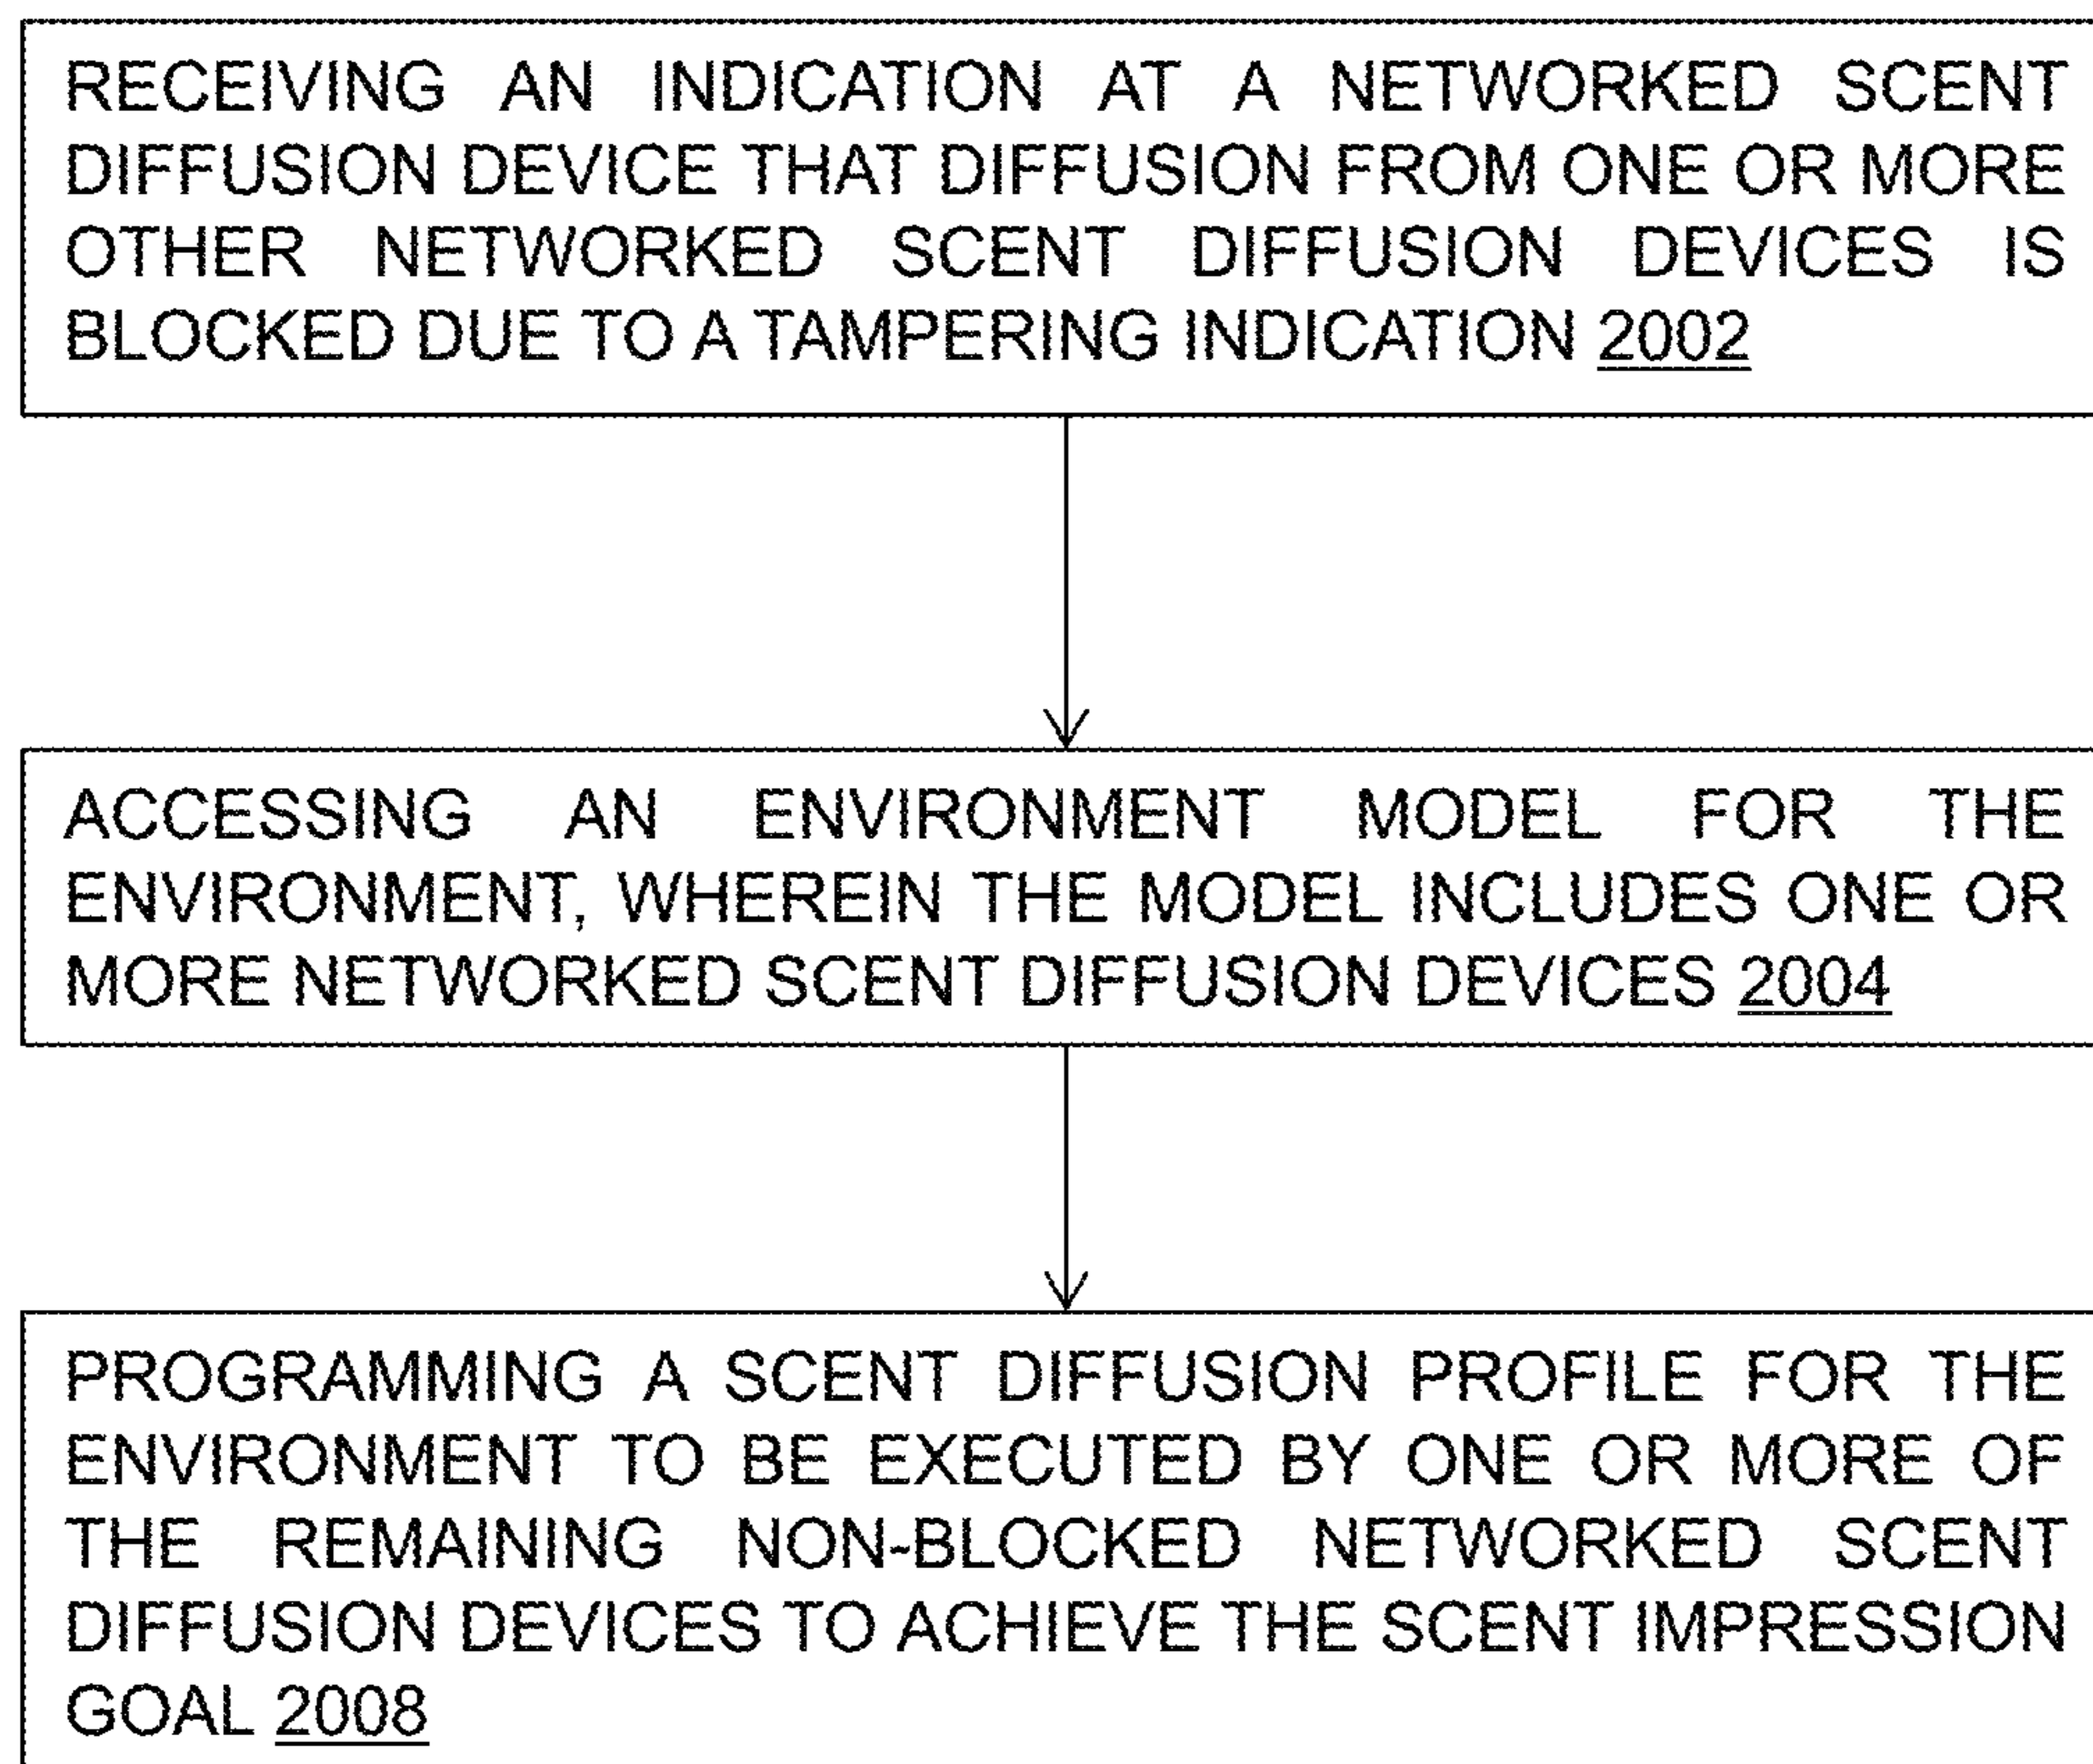 RECEIVING AN INDICATION AT A NETWORKED SCENT
DIFFUSION DEVICE THAT DIFFUSION FROM ONE OR MORE
OTHER NETWORKED SCENT DIFFUSION DEVICES IS
BLOCKED DUE TO A TAMPERING INDICATION 2002
ACCESSING AN ENVIRONMENT MODEL FOR THE
ENVIRONMENT, WHEREIN THE MODEL INCLUDES ONE OR
MORE NETWORKED SCENT DIFFUSION DEVICES 2004
PROGRAMMING A SCENT DIFFUSION PROFILE FOR THE
ENVIRONMENT TO BE EXECUTED BY ONE OR MORE OF
THE REMAINING NON-BLOCKED NETWORKED SCENT
DIFFUSION DEVICES TO ACHIEVE THE SCENT IMPRESSION
GOAL 2008